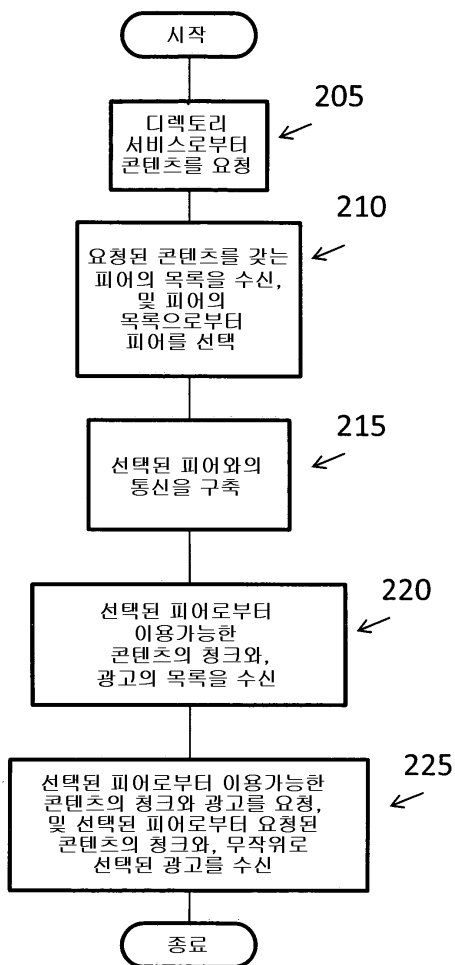 시작
205
디렉토리
서비스로부터
콘텐츠를 요청
210
요청된 콘텐츠를 갖는
피어의 목록을 수신,
및 피어의
목록으로부터
피어를 선택
215
선택된 피어와의
통신을 구축
220
선택된 피어로부터
이용가능한
콘텐츠의 청크와,
광고의 목록을 수신
225
선택된 피어로부터 이용가능한
콘텐츠의 청크와 광고를 요청,
및 선택된 피어로부터 요청된
콘텐츠의 청크와, 무작위로
선택된 광고를 수신
종료